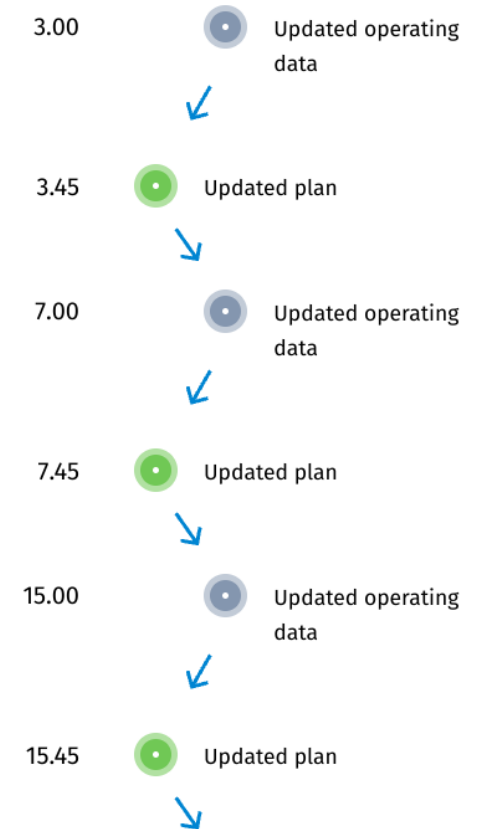 3.00
Updated operating
data
3.45
Updated plan
7.00
Updated operating
data
7.45
Updated plan
15.00
Updated operating
data
15.45
Updated plan